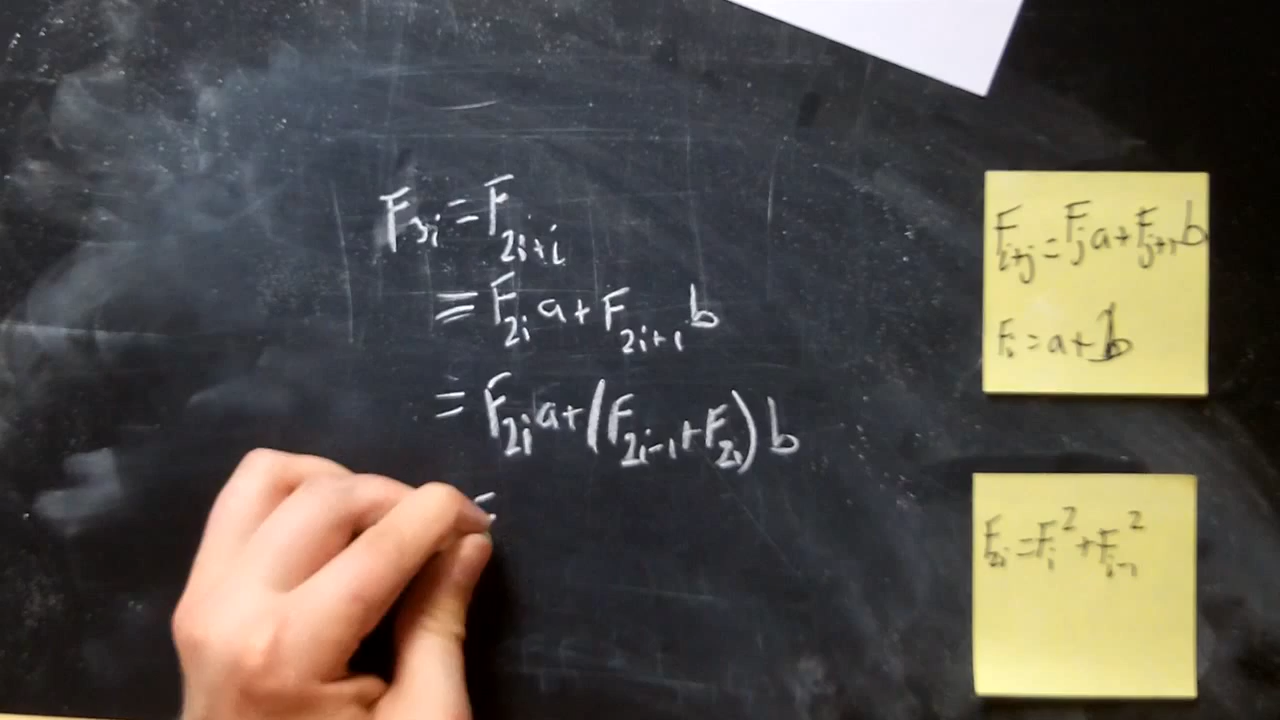 F₃ᵢ = F₂ᵢ₊ᵢ
= F₂ᵢ a + F₂ᵢ₊₁ b
= F₂ᵢ a + (F₂ᵢ₋₁ + F₂ᵢ) b
=
Fᵢ₊ⱼ = Fⱼ a + Fⱼ₊₁ b
Fᵢ = a + b
F₂ᵢ = Fᵢ² + Fᵢ₋₁²